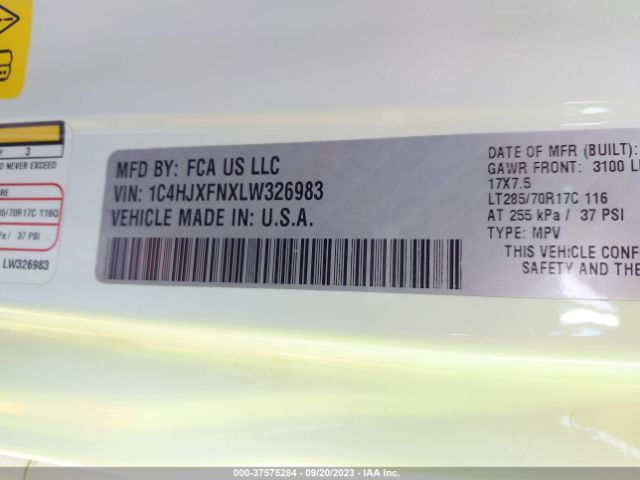 3
D NEVER EXCEED
RE
85/70R17C 116Q
Pa / 37 PSI
LW326983
MFD BY: FCA US LLC
VIN: 1C4HJXFNXLW326983
VEHICLE MADE IN: U.S.A.
DATE OF MFR (BUILT):
GAWR FRONT: 3100 L
17X7.5
LT285/70R17C 116
AT 255 kPa / 37 PSI
TYPE: MPV
THIS VEHICLE CONF
SAFETY AND THE
000-37575284 - 09/20/2023 - IAA Inc.